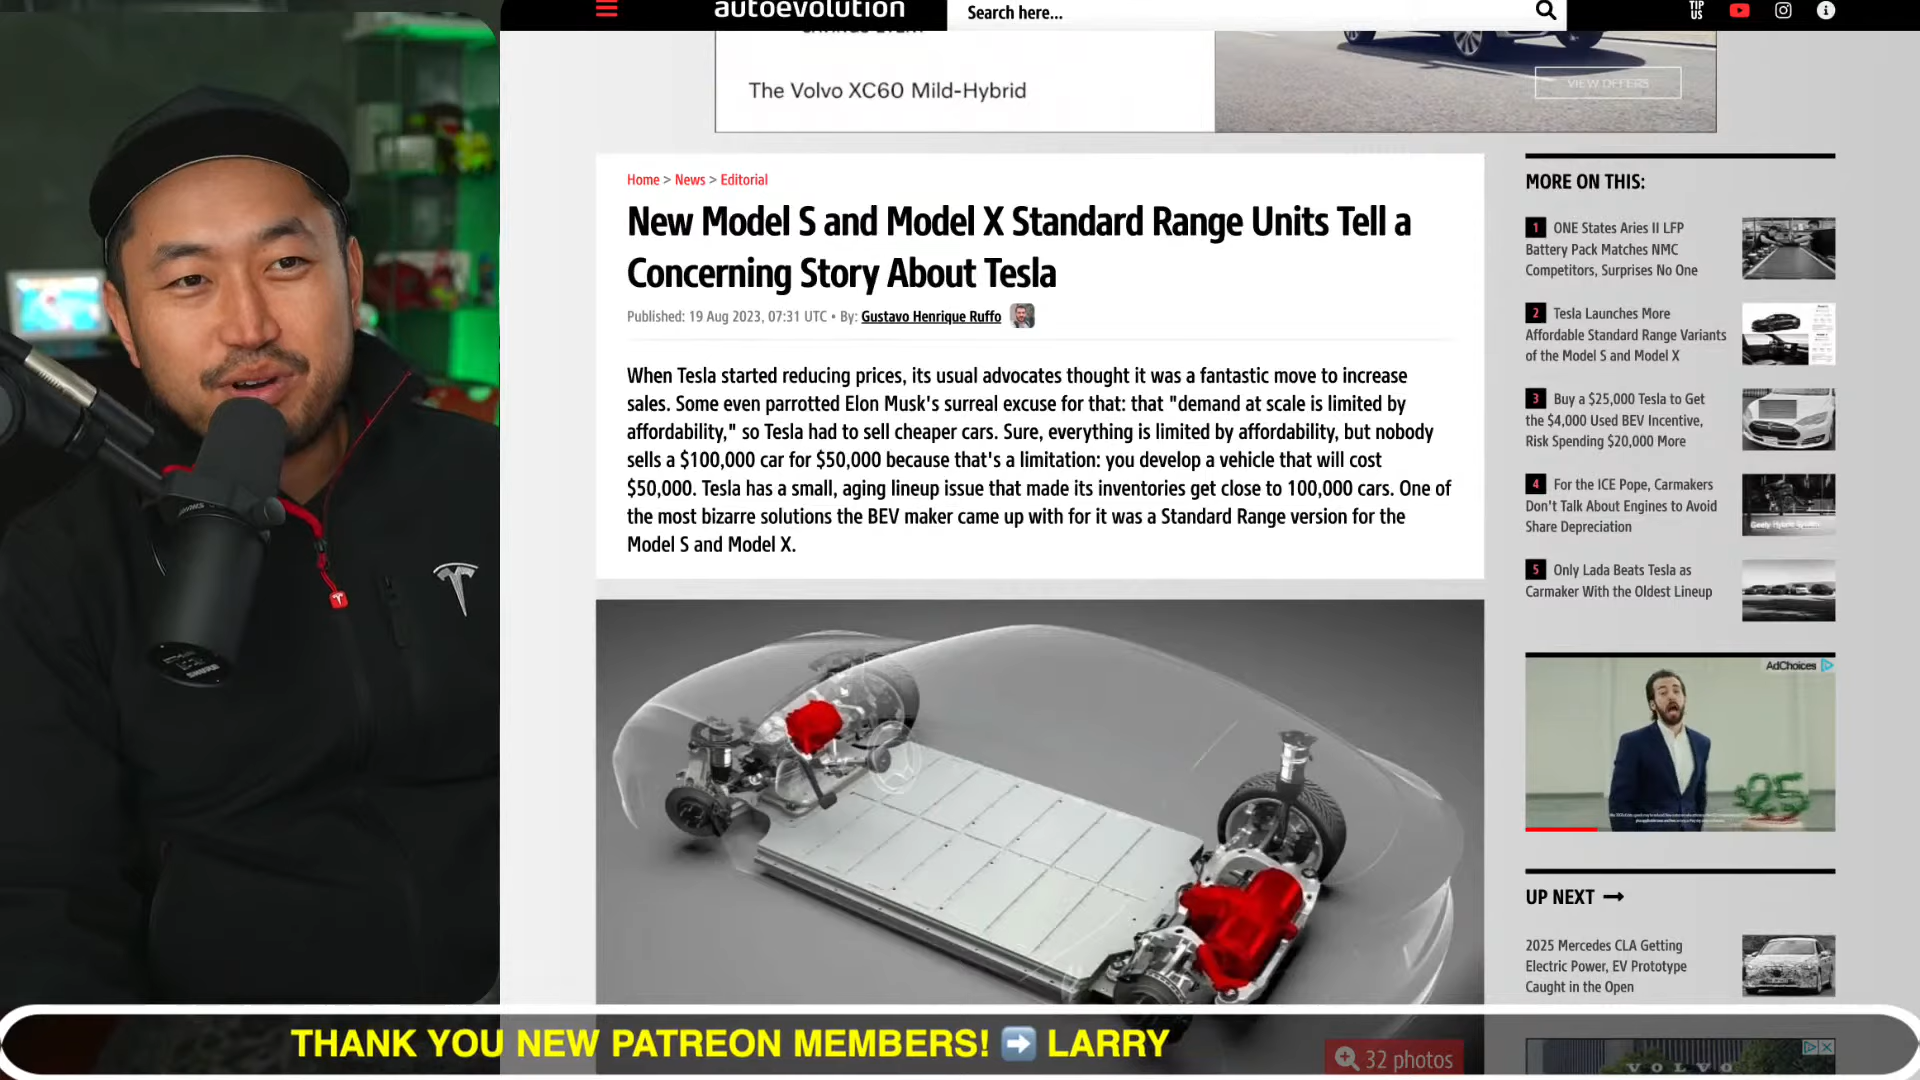 autoevolution
Search here...
TIP
US
The Volvo XC60 Mild-Hybrid
VIEW OFFERS
Home > News > Editorial
New Model S and Model X Standard Range Units Tell a
Concerning Story About Tesla
Published: 19 Aug 2023, 07:31 UTC • By: Gustavo Henrique Ruffo
When Tesla started reducing prices, its usual advocates thought it was a fantastic move to increase
sales. Some even parrotted Elon Musk's surreal excuse for that: that "demand at scale is limited by
affordability," so Tesla had to sell cheaper cars. Sure, everything is limited by affordability, but nobody
sells a $100,000 car for $50,000 because that's a limitation: you develop a vehicle that will cost
$50,000. Tesla has a small, aging lineup issue that made its inventories get close to 100,000 cars. One of
the most bizarre solutions the BEV maker came up with for it was a Standard Range version for the
Model S and Model X.
32 photos
MORE ON THIS:
1 ONE States Aries II LFP
Battery Pack Matches NMC
Competitors, Surprises No One
2 Tesla Launches More
Affordable Standard Range Variants
of the Model S and Model X
3 Buy a $25,000 Tesla to Get
the $4,000 Used BEV Incentive,
Risk Spending $20,000 More
4 For the ICE Pope, Carmakers
Don't Talk About Engines to Avoid
Share Depreciation
5 Only Lada Beats Tesla as
Carmaker With the Oldest Lineup
AdChoices
$25
UP NEXT
2025 Mercedes CLA Getting
Electric Power, EV Prototype
Caught in the Open
VOLVO
THANK YOU NEW PATREON MEMBERS! ➡️ LARRY